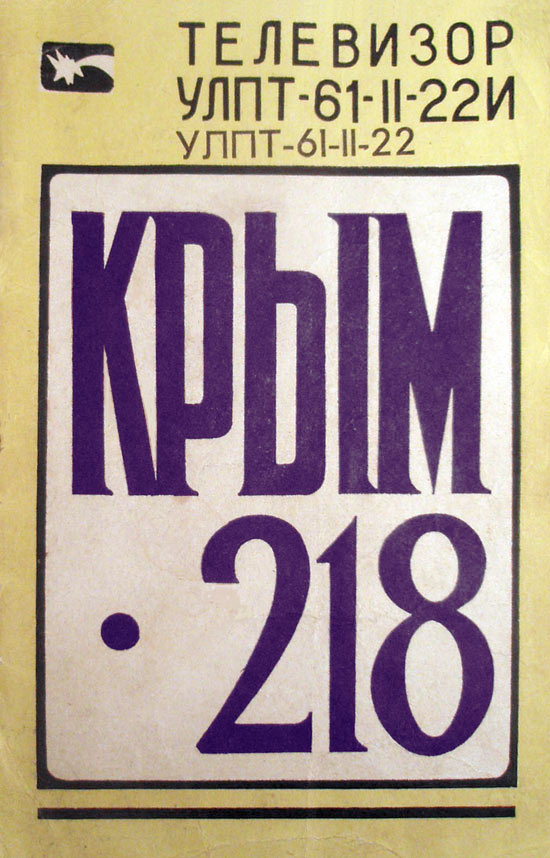 ТЕЛЕВИЗОР
УЛПТ-61-II-22И
УЛПТ-61-II-22
КРЫМ
·218